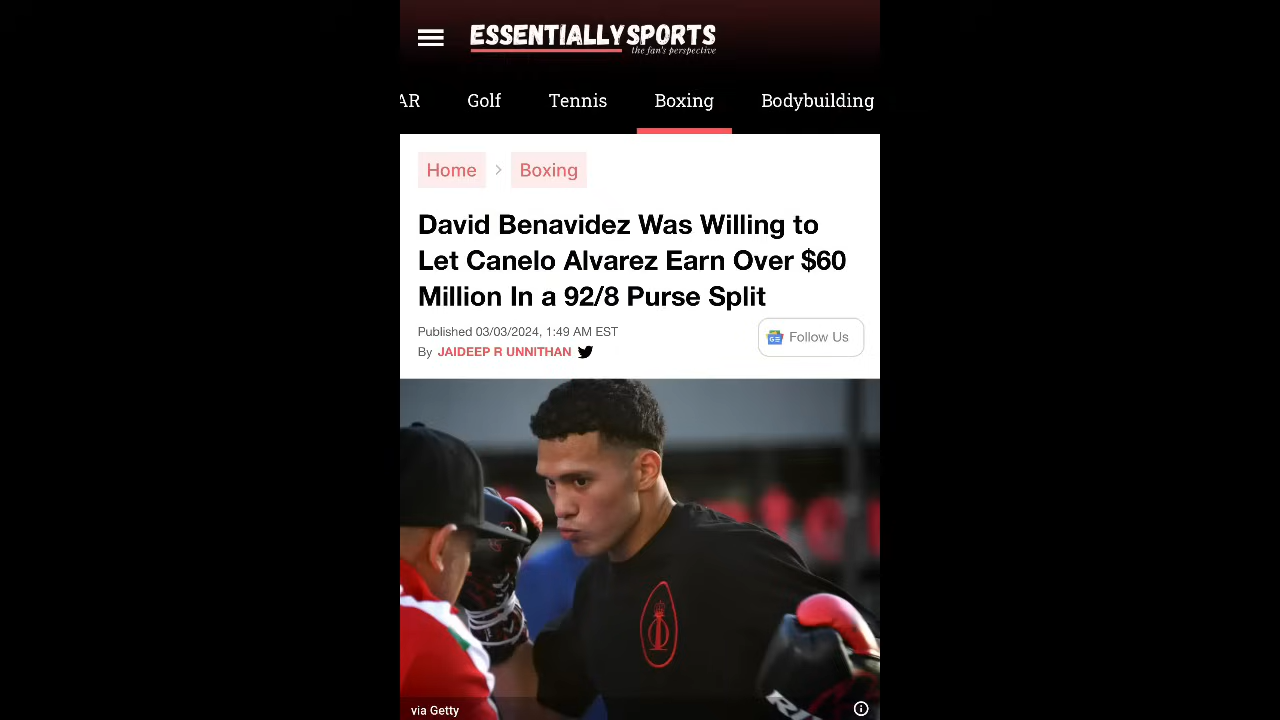 ESSENTIALLYSPORTS
the fan's perspective
AR Golf Tennis Boxing Bodybuilding
Home > Boxing
David Benavidez Was Willing to
Let Canelo Alvarez Earn Over $60
Million In a 92/8 Purse Split
Published 03/03/2024, 1:49 AM EST
By JAIDEEP R UNNITHAN
Follow Us
via Getty